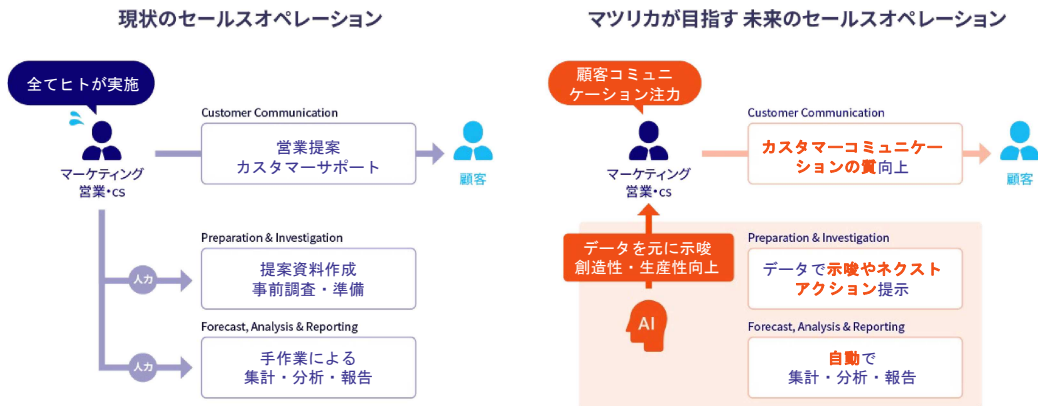 現状のセールスオペレーション
全てヒトが実施
マーケティング
営業・cs
Customer Communication
営業提案
カスタマーサポート
顧客
Preparation & Investigation
人力
提案資料作成
事前調査・準備
Forecast, Analysis & Reporting
人力
手作業による
集計・分析・報告
マツリカが目指す 未来のセールスオペレーション
顧客コミュニ
ケーション注力
マーケティング
営業・cs
Customer Communication
カスタマーコミュニケー
ションの質向上
顧客
データを元に示唆
創造性・生産性向上
AI
Preparation & Investigation
データで示唆やネクスト
アクション提示
Forecast, Analysis & Reporting
自動で
集計・分析・報告